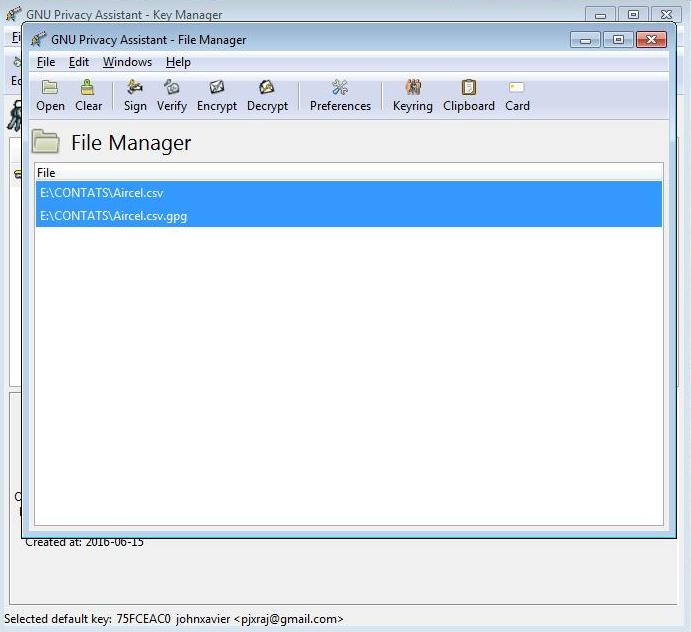 GNU Privacy Assistant - Key Manager
GNU Privacy Assistant - File Manager
File Edit Windows Help
Open Clear Sign Verify Encrypt Decrypt Preferences Keyring Clipboard Card
File Manager
File
E:\CONTATS\Aircel.csv
E:\CONTATS\Aircel.csv.gpg
Created at: 2016-06-15
Selected default key: 75FCEAC0 johnxavier <pjxraj@gmail.com>